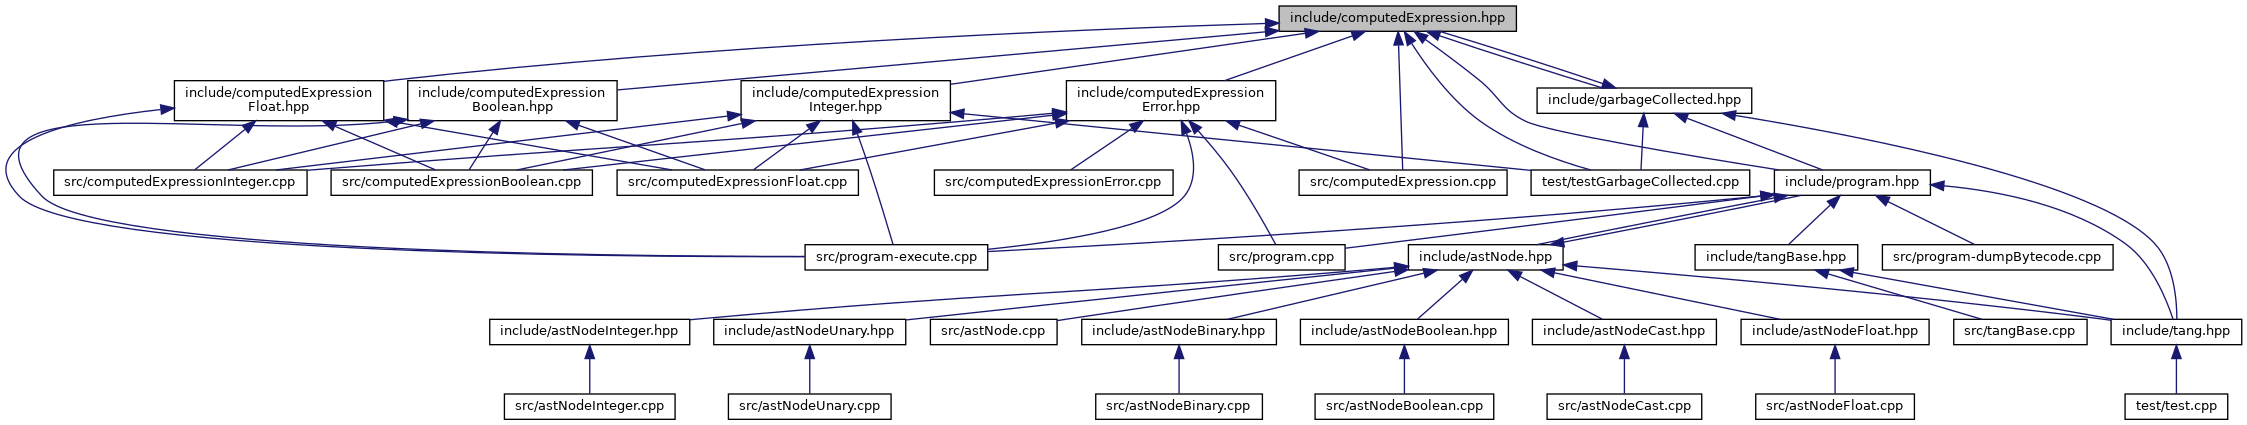 include/computedExpression.hpp
include/computedExpression
Float.hpp
include/computedExpression
Boolean.hpp
include/computedExpression
Integer.hpp
include/computedExpression
Error.hpp
include/garbageCollected.hpp
src/computedExpressionInteger.cpp
src/computedExpressionBoolean.cpp
src/computedExpressionFloat.cpp
src/computedExpressionError.cpp
src/computedExpression.cpp
test/testGarbageCollected.cpp
include/program.hpp
src/program-execute.cpp
src/program.cpp
include/astNode.hpp
include/tangBase.hpp
src/program-dumpBytecode.cpp
include/astNodeInteger.hpp
include/astNodeUnary.hpp
src/astNode.cpp
include/astNodeBinary.hpp
include/astNodeBoolean.hpp
include/astNodeCast.hpp
include/astNodeFloat.hpp
src/tangBase.cpp
include/tang.hpp
src/astNodeInteger.cpp
src/astNodeUnary.cpp
src/astNodeBinary.cpp
src/astNodeBoolean.cpp
src/astNodeCast.cpp
src/astNodeFloat.cpp
test/test.cpp